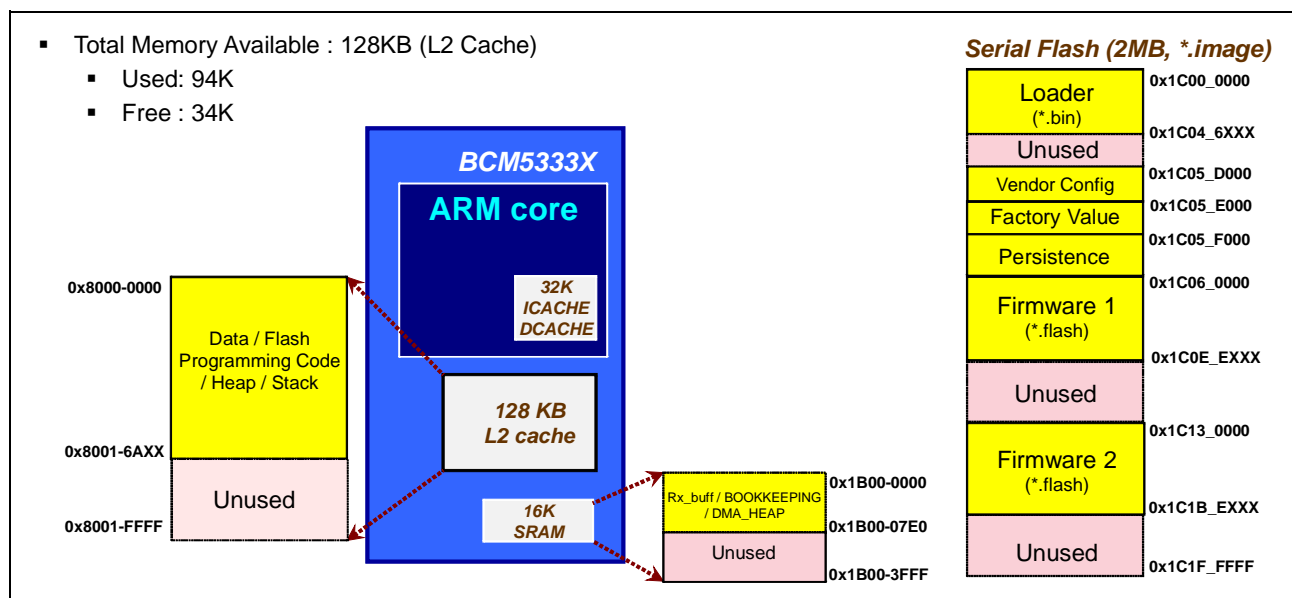 ▪ Total Memory Available : 128KB (L2 Cache)
▪ Used: 94K
▪ Free : 34K
BCM5333X
ARM core
32K
ICACHE
DCACHE
128 KB
L2 cache
16K
SRAM
0x8000-0000
Data / Flash
Programming Code
/ Heap / Stack
0x8001-6AXX
Unused
0x8001-FFFF
0x1B00-0000
Rx_buff / BOOKKEEPING
/ DMA_HEAP
0x1B00-07E0
Unused
0x1B00-3FFF
Serial Flash (2MB, *.image)
0x1C00_0000
Loader
(*.bin)
0x1C04_6XXX
Unused
0x1C05_D000
Vendor Config
0x1C05_E000
Factory Value
0x1C05_F000
Persistence
0x1C06_0000
Firmware 1
(*.flash)
0x1C0E_EXXX
Unused
0x1C13_0000
Firmware 2
(*.flash)
0x1C1B_EXXX
Unused
0x1C1F_FFFF